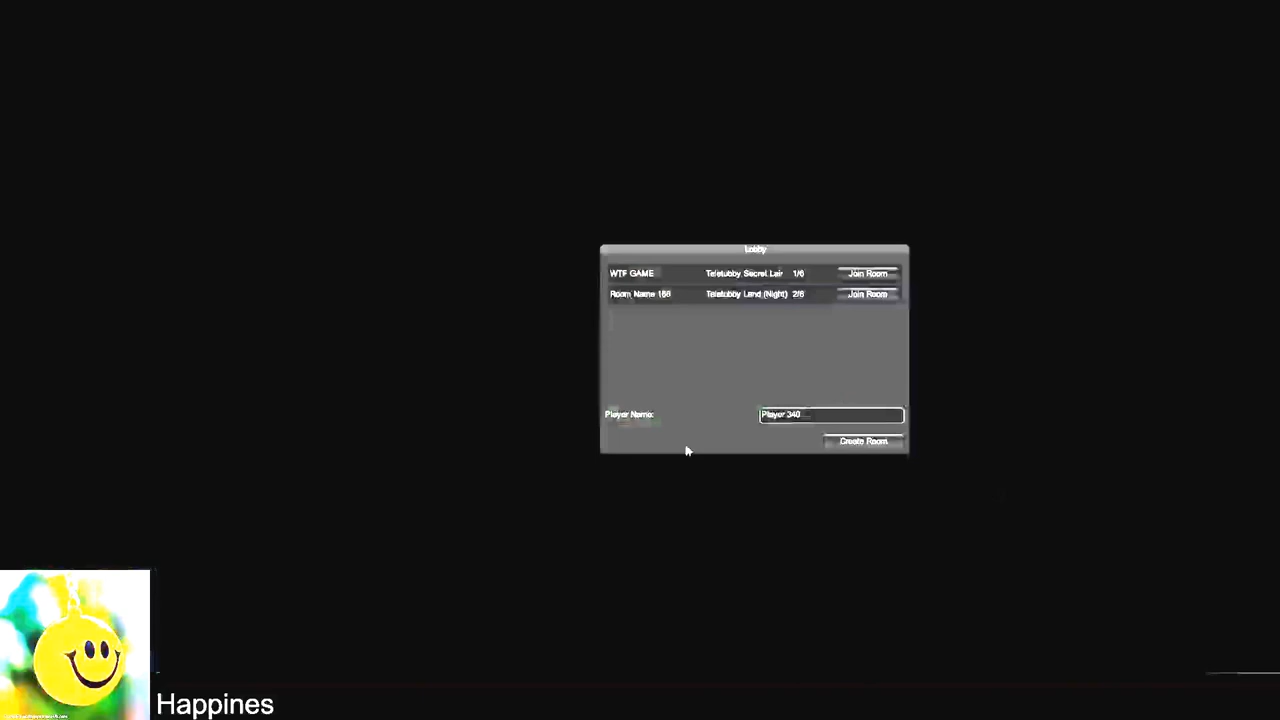 Lobby
WTF GAME Teletubby Secret Lair 1/6 Join Room
Room Name 168 Teletubby Land (Night) 2/6 Join Room
Player Name: Player 340
Create Room
Happines